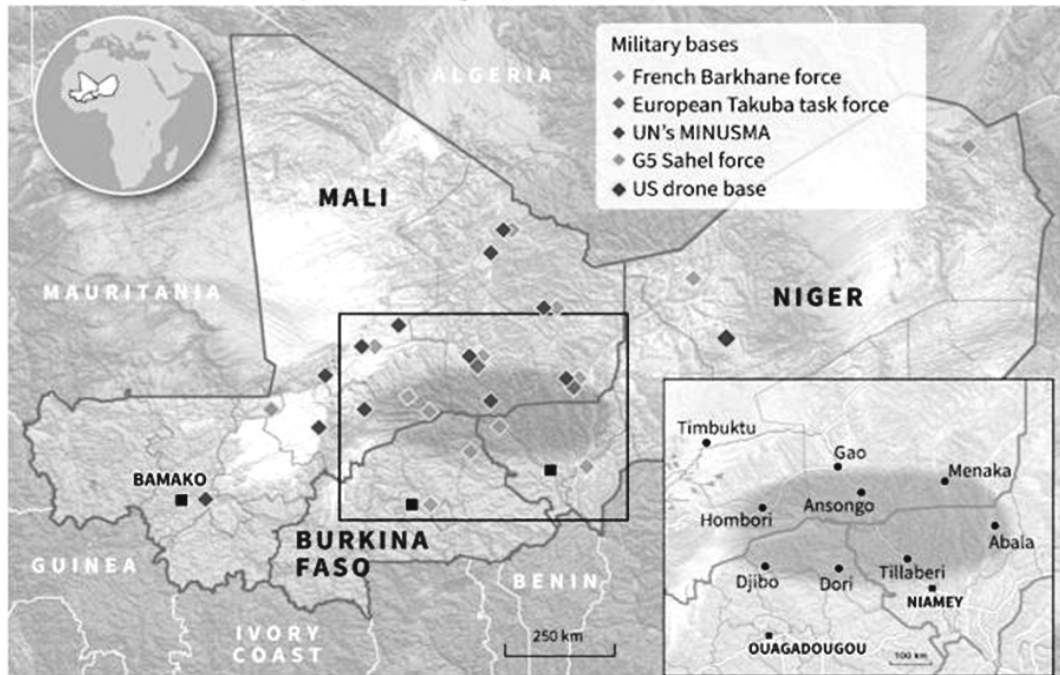 Military bases
French Barkhane force
European Takuba task force
UN's MINUSMA
G5 Sahel force
US drone base
ALGERIA
MALI
MAURITANIA
NIGER
BAMAKO
BURKINA
FASO
GUINEA
BENIN
IVORY
COAST
250 km
Timbuktu
Gao
Menaka
Ansongo
Hombori
Abala
Djibo
Dori
Tillaberi
NIAMEY
OUAGADOUGOU
100 km